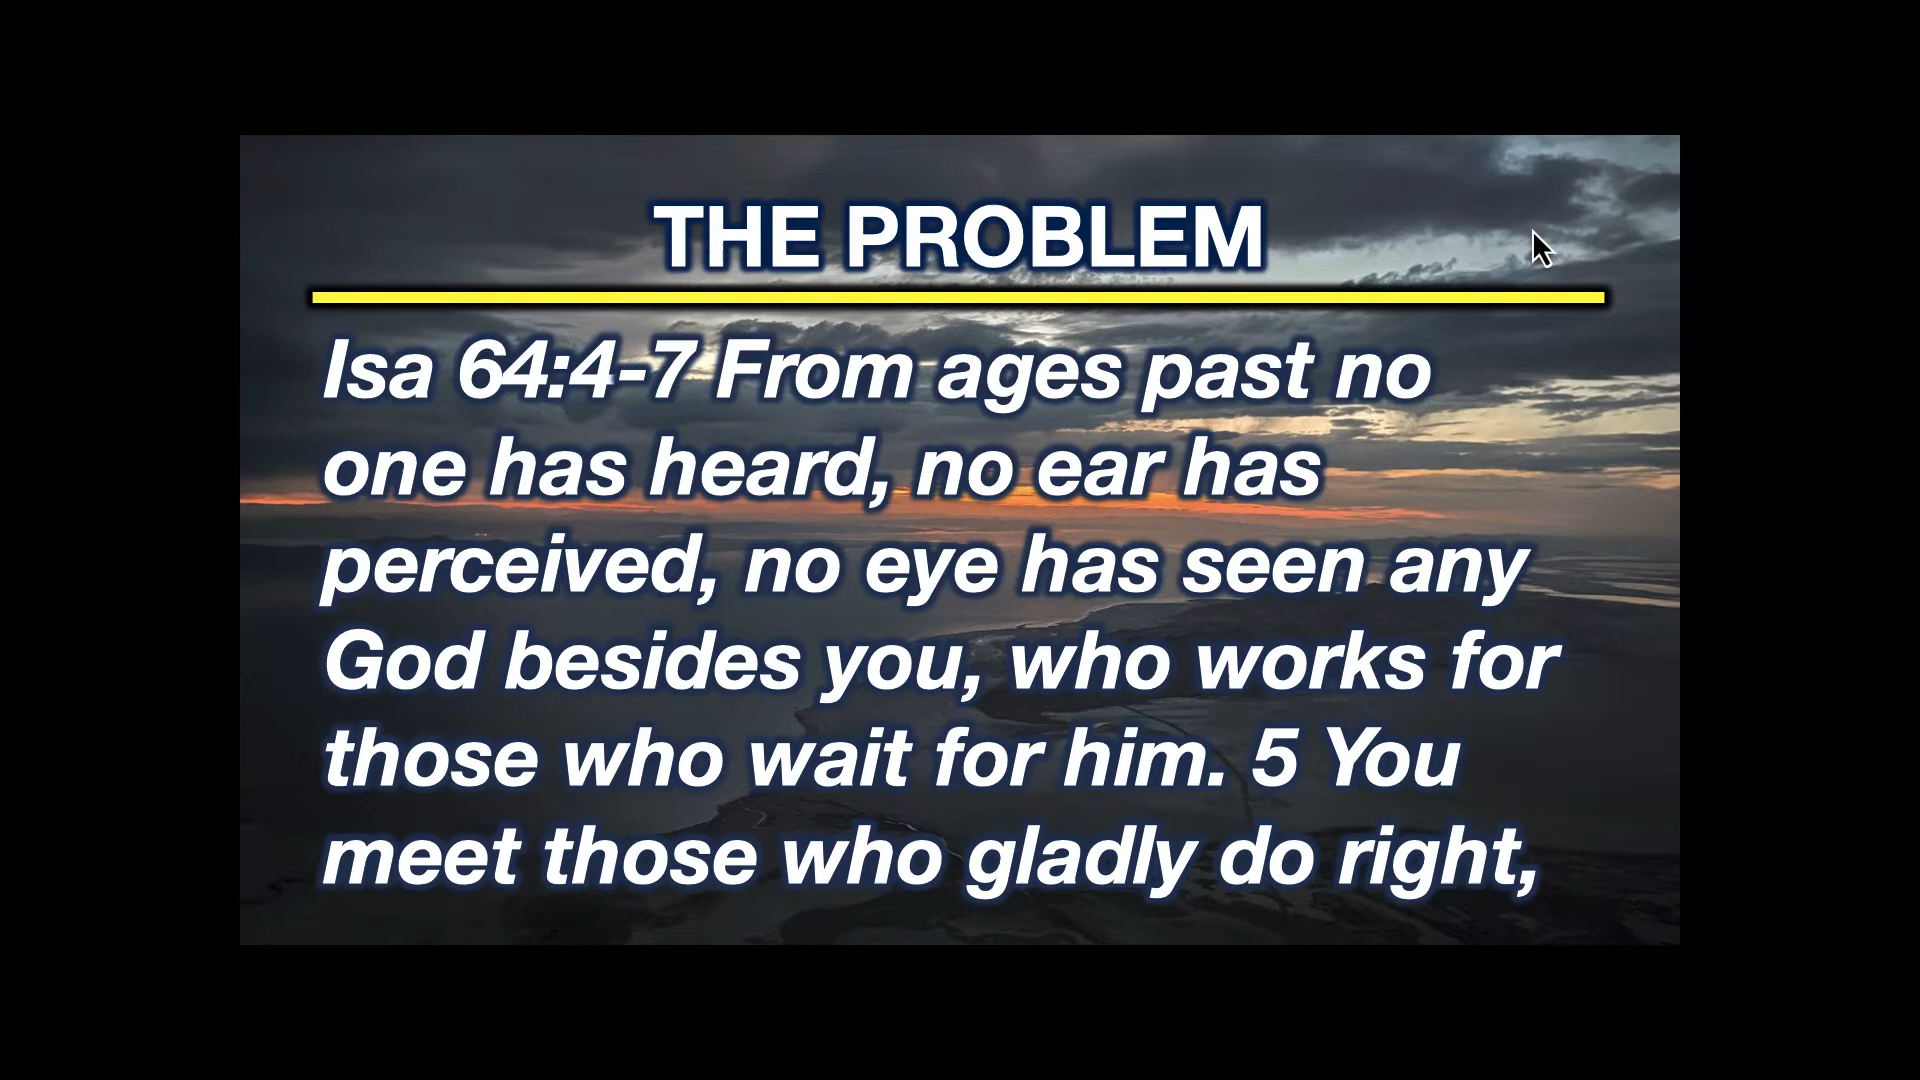 THE PROBLEM
Isa 64:4-7 From ages past no
one has heard, no ear has
perceived, no eye has seen any
God besides you, who works for
those who wait for him. 5 You
meet those who gladly do right,